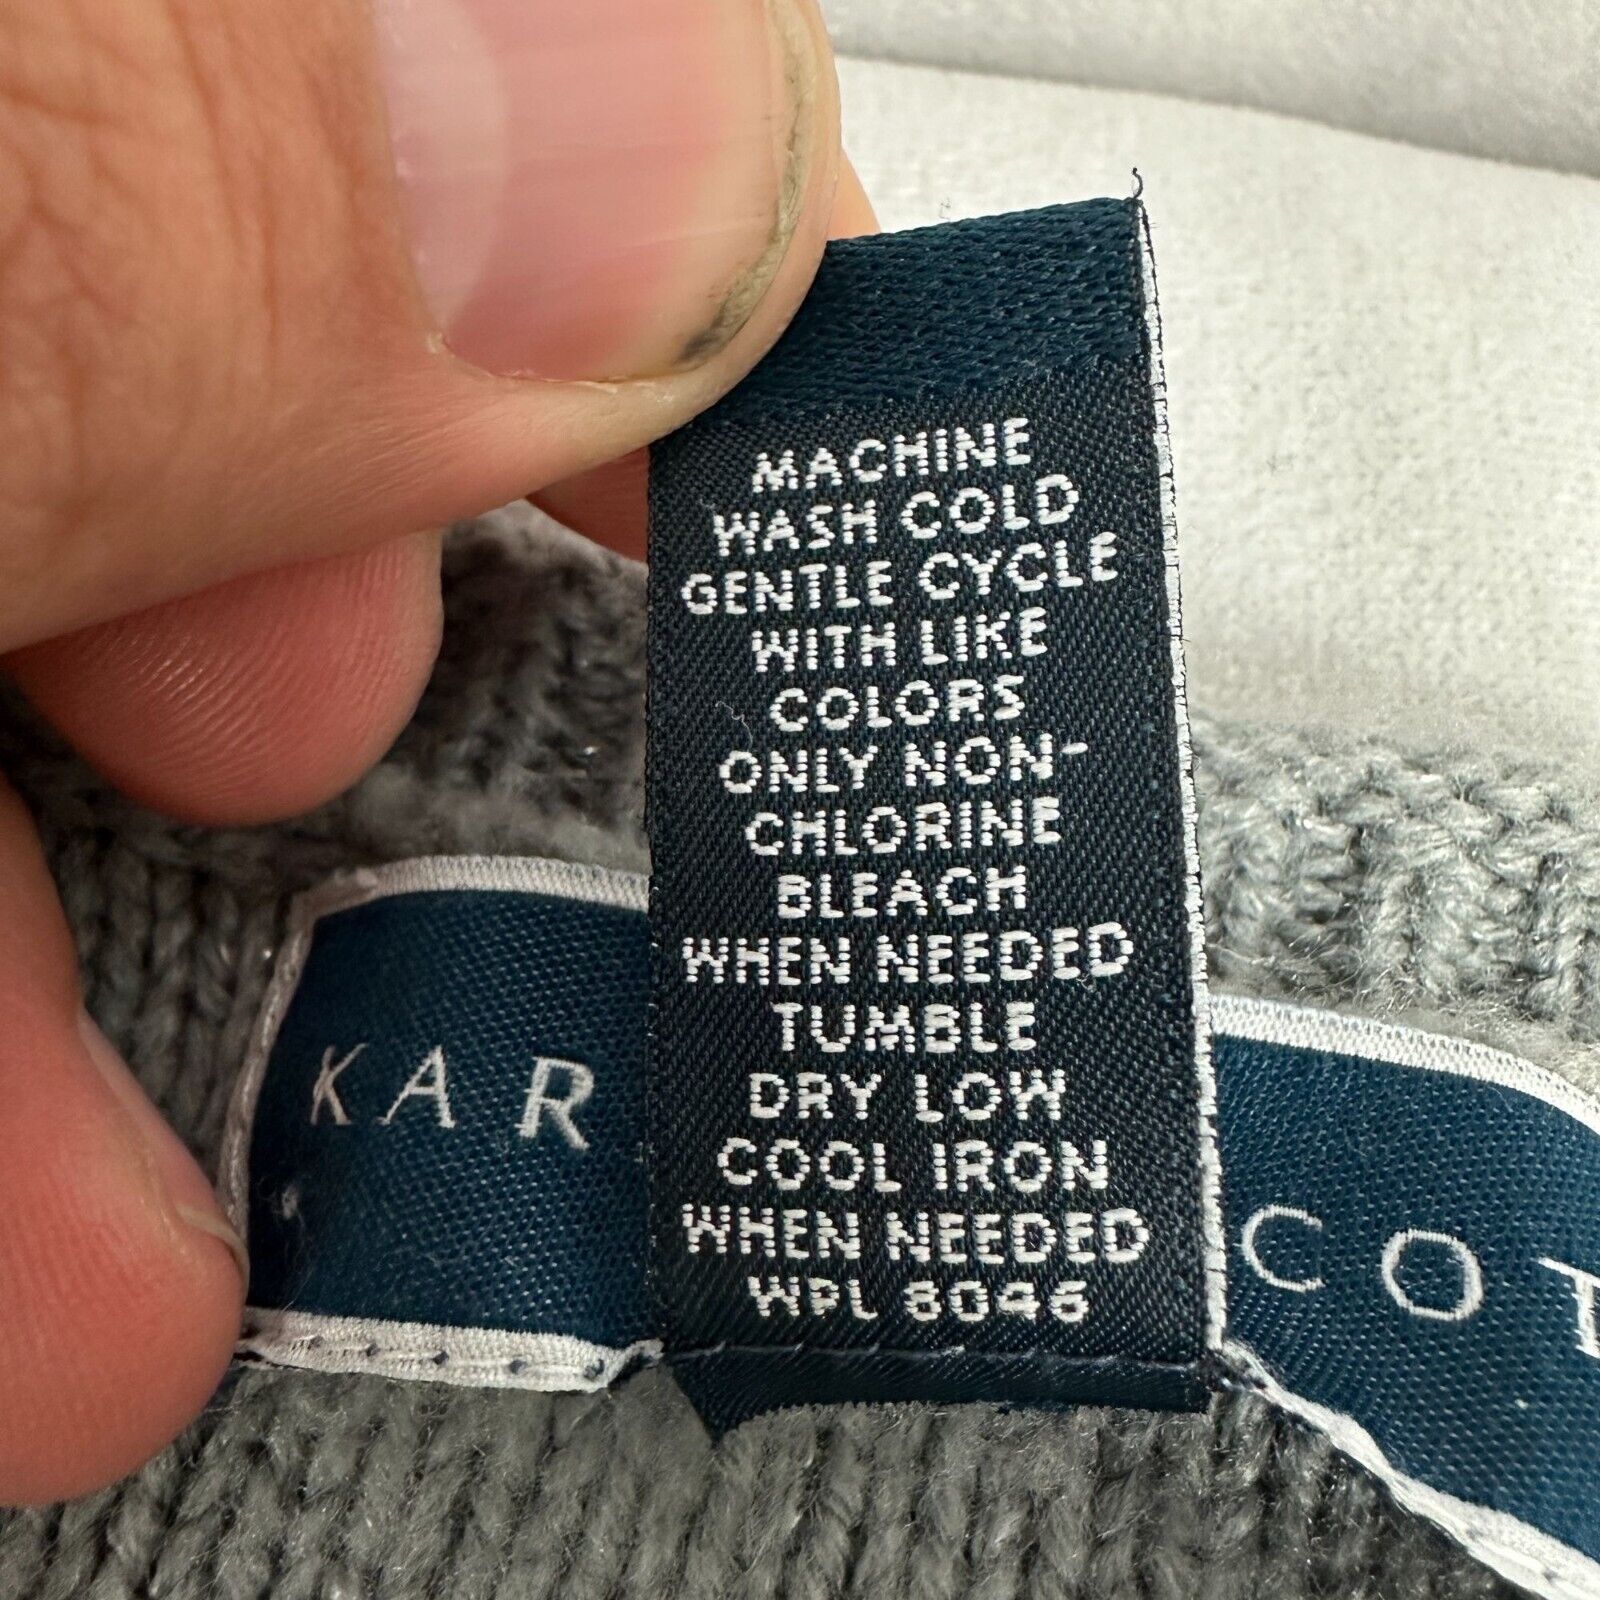 MACHINE
WASH COLD
GENTLE CYCLE
WITH LIKE
COLORS
ONLY NON-
CHLORINE
BLEACH
WHEN NEEDED
TUMBLE
DRY LOW
COOL IRON
WHEN NEEDED
WPL 8046
KAR
COT